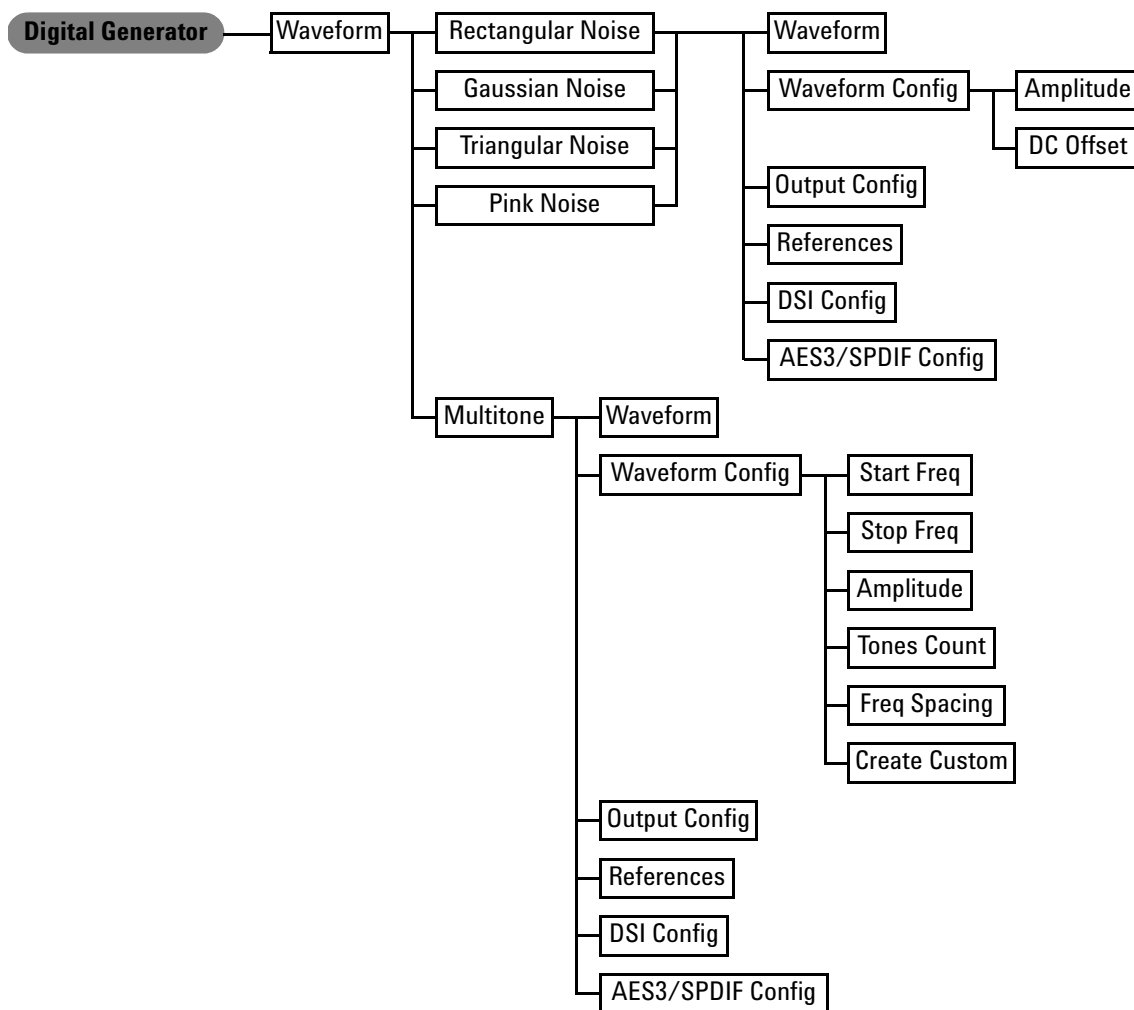 Digital Generator
Waveform
Rectangular Noise
Waveform
Gaussian Noise
Waveform Config
Amplitude
Triangular Noise
DC Offset
Pink Noise
Output Config
References
DSI Config
AES3/SPDIF Config
Multitone
Waveform
Waveform Config
Start Freq
Stop Freq
Amplitude
Tones Count
Freq Spacing
Create Custom
Output Config
References
DSI Config
AES3/SPDIF Config